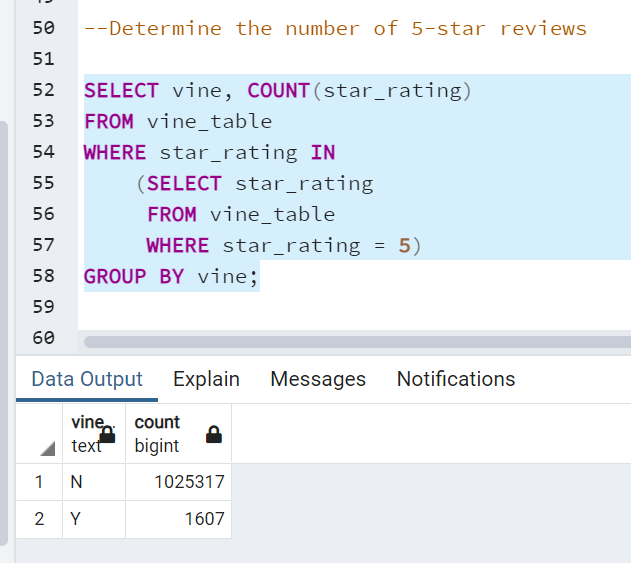 50 --Determine the number of 5-star reviews
51
52 SELECT vine, COUNT(star_rating)
53 FROM vine_table
54 WHERE star_rating IN
55 (SELECT star_rating
56 FROM vine_table
57 WHERE star_rating = 5)
58 GROUP BY vine;
59
60
Data Output Explain Messages Notifications
vine count
text bigint
1 N 1025317
2 Y 1607